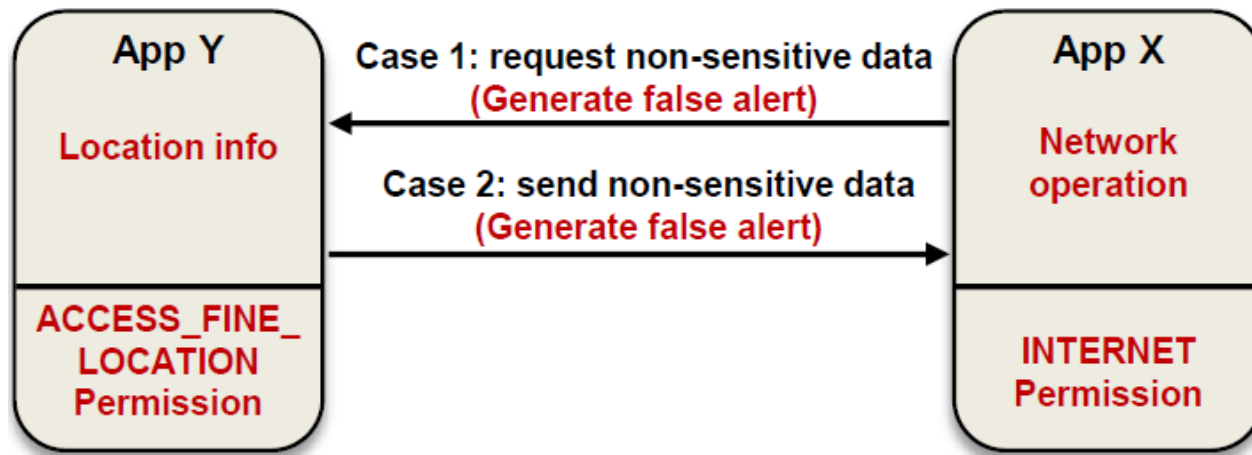 App Y
Location info
ACCESS_FINE_
LOCATION
Permission
Case 1: request non-sensitive data
(Generate false alert)
Case 2: send non-sensitive data
(Generate false alert)
App X
Network
operation
INTERNET
Permission